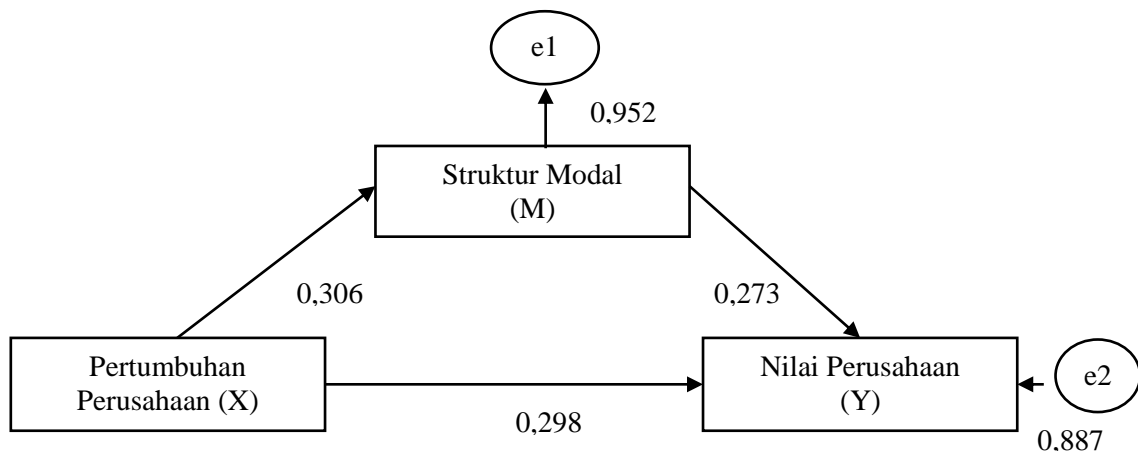 e1
0,952
Struktur Modal
(M)
0,306
0,273
Pertumbuhan
Perusahaan (X)
Nilai Perusahaan
(Y)
e2
0,298
0,887